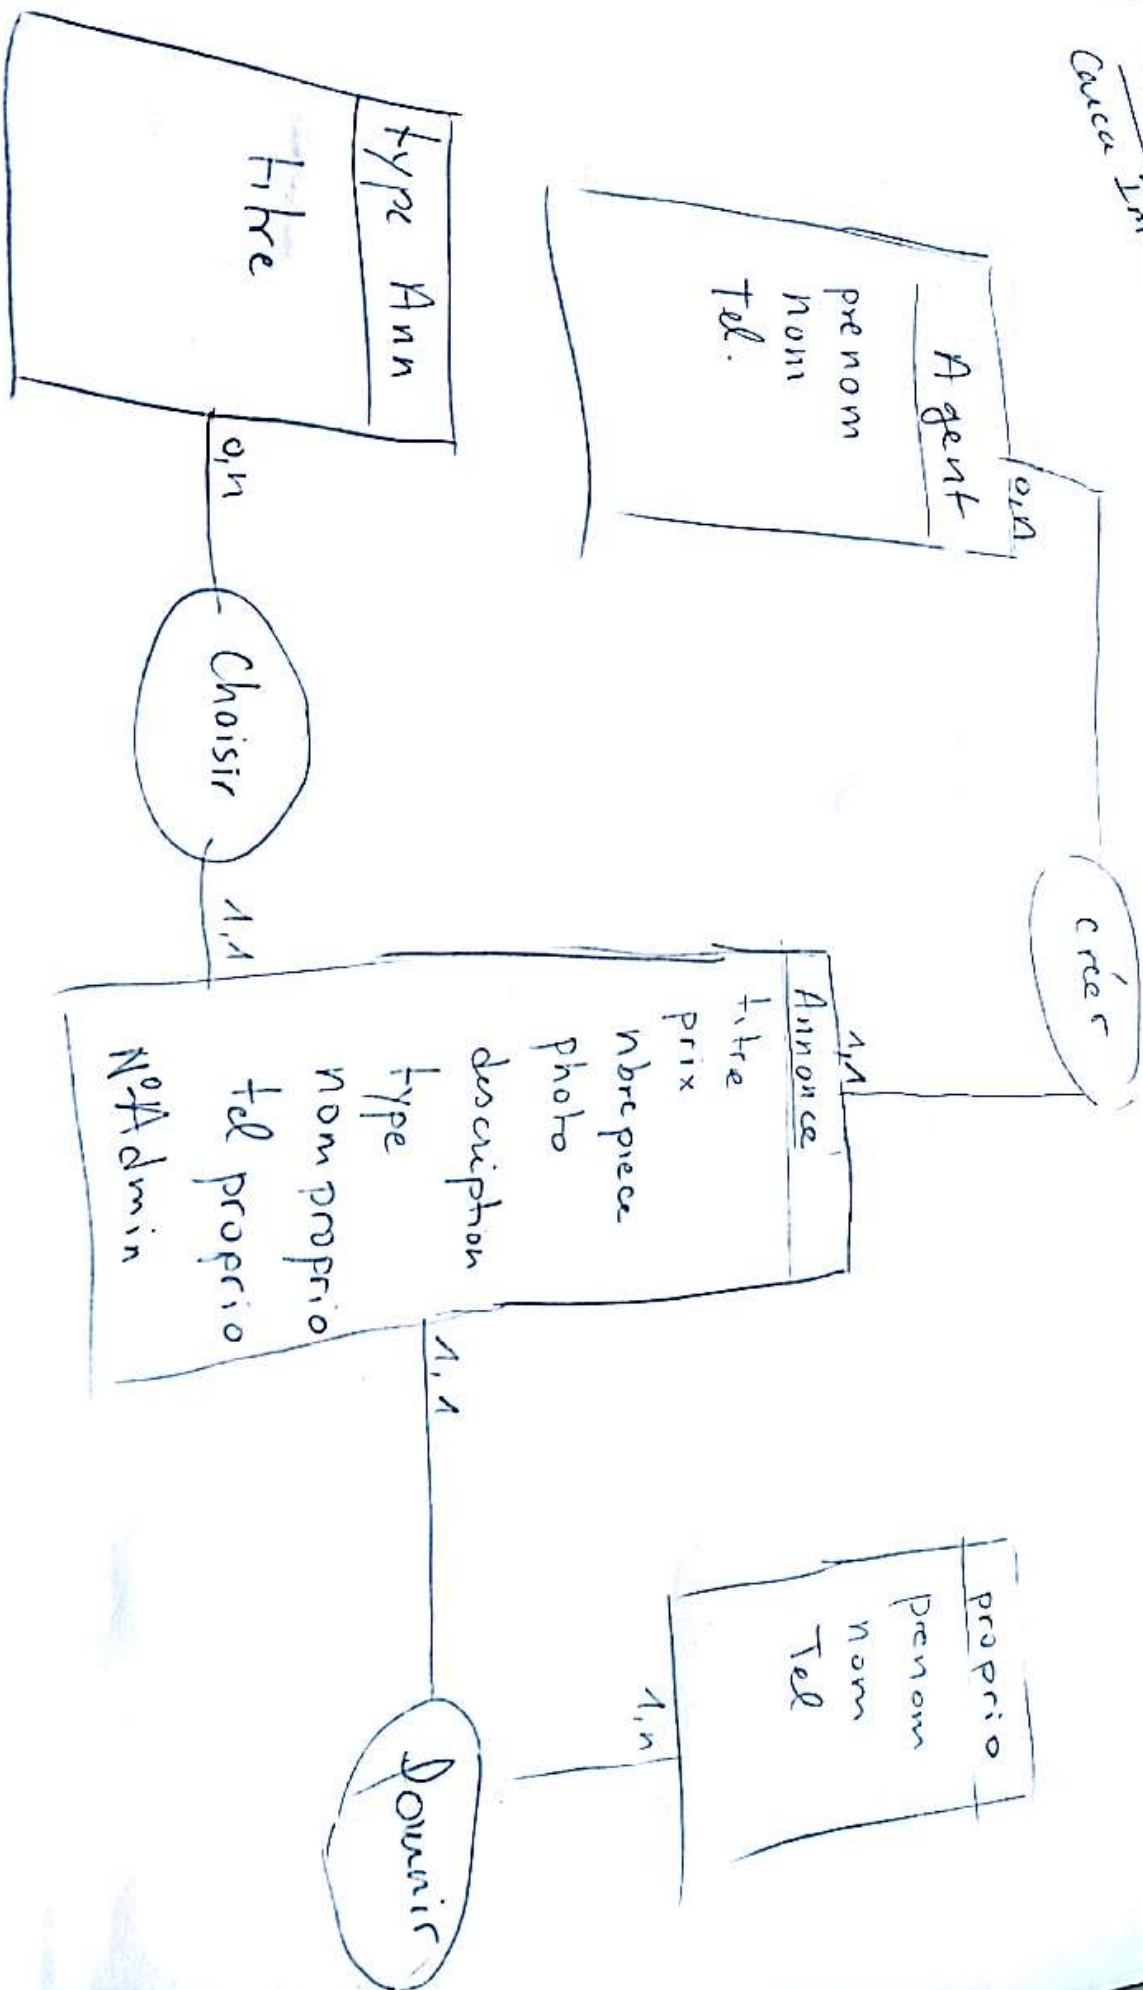 Agent
prenom
nom
Tel.
0,n
créer
1,1
type Ann
titre
0,n
Choisir
1,1
Annonce
titre
prix
nbrepiece
photo
description
type
nom proprio
tel proprio
N°Admin
1,1
1,n
proprio
prenom
nom
Tel